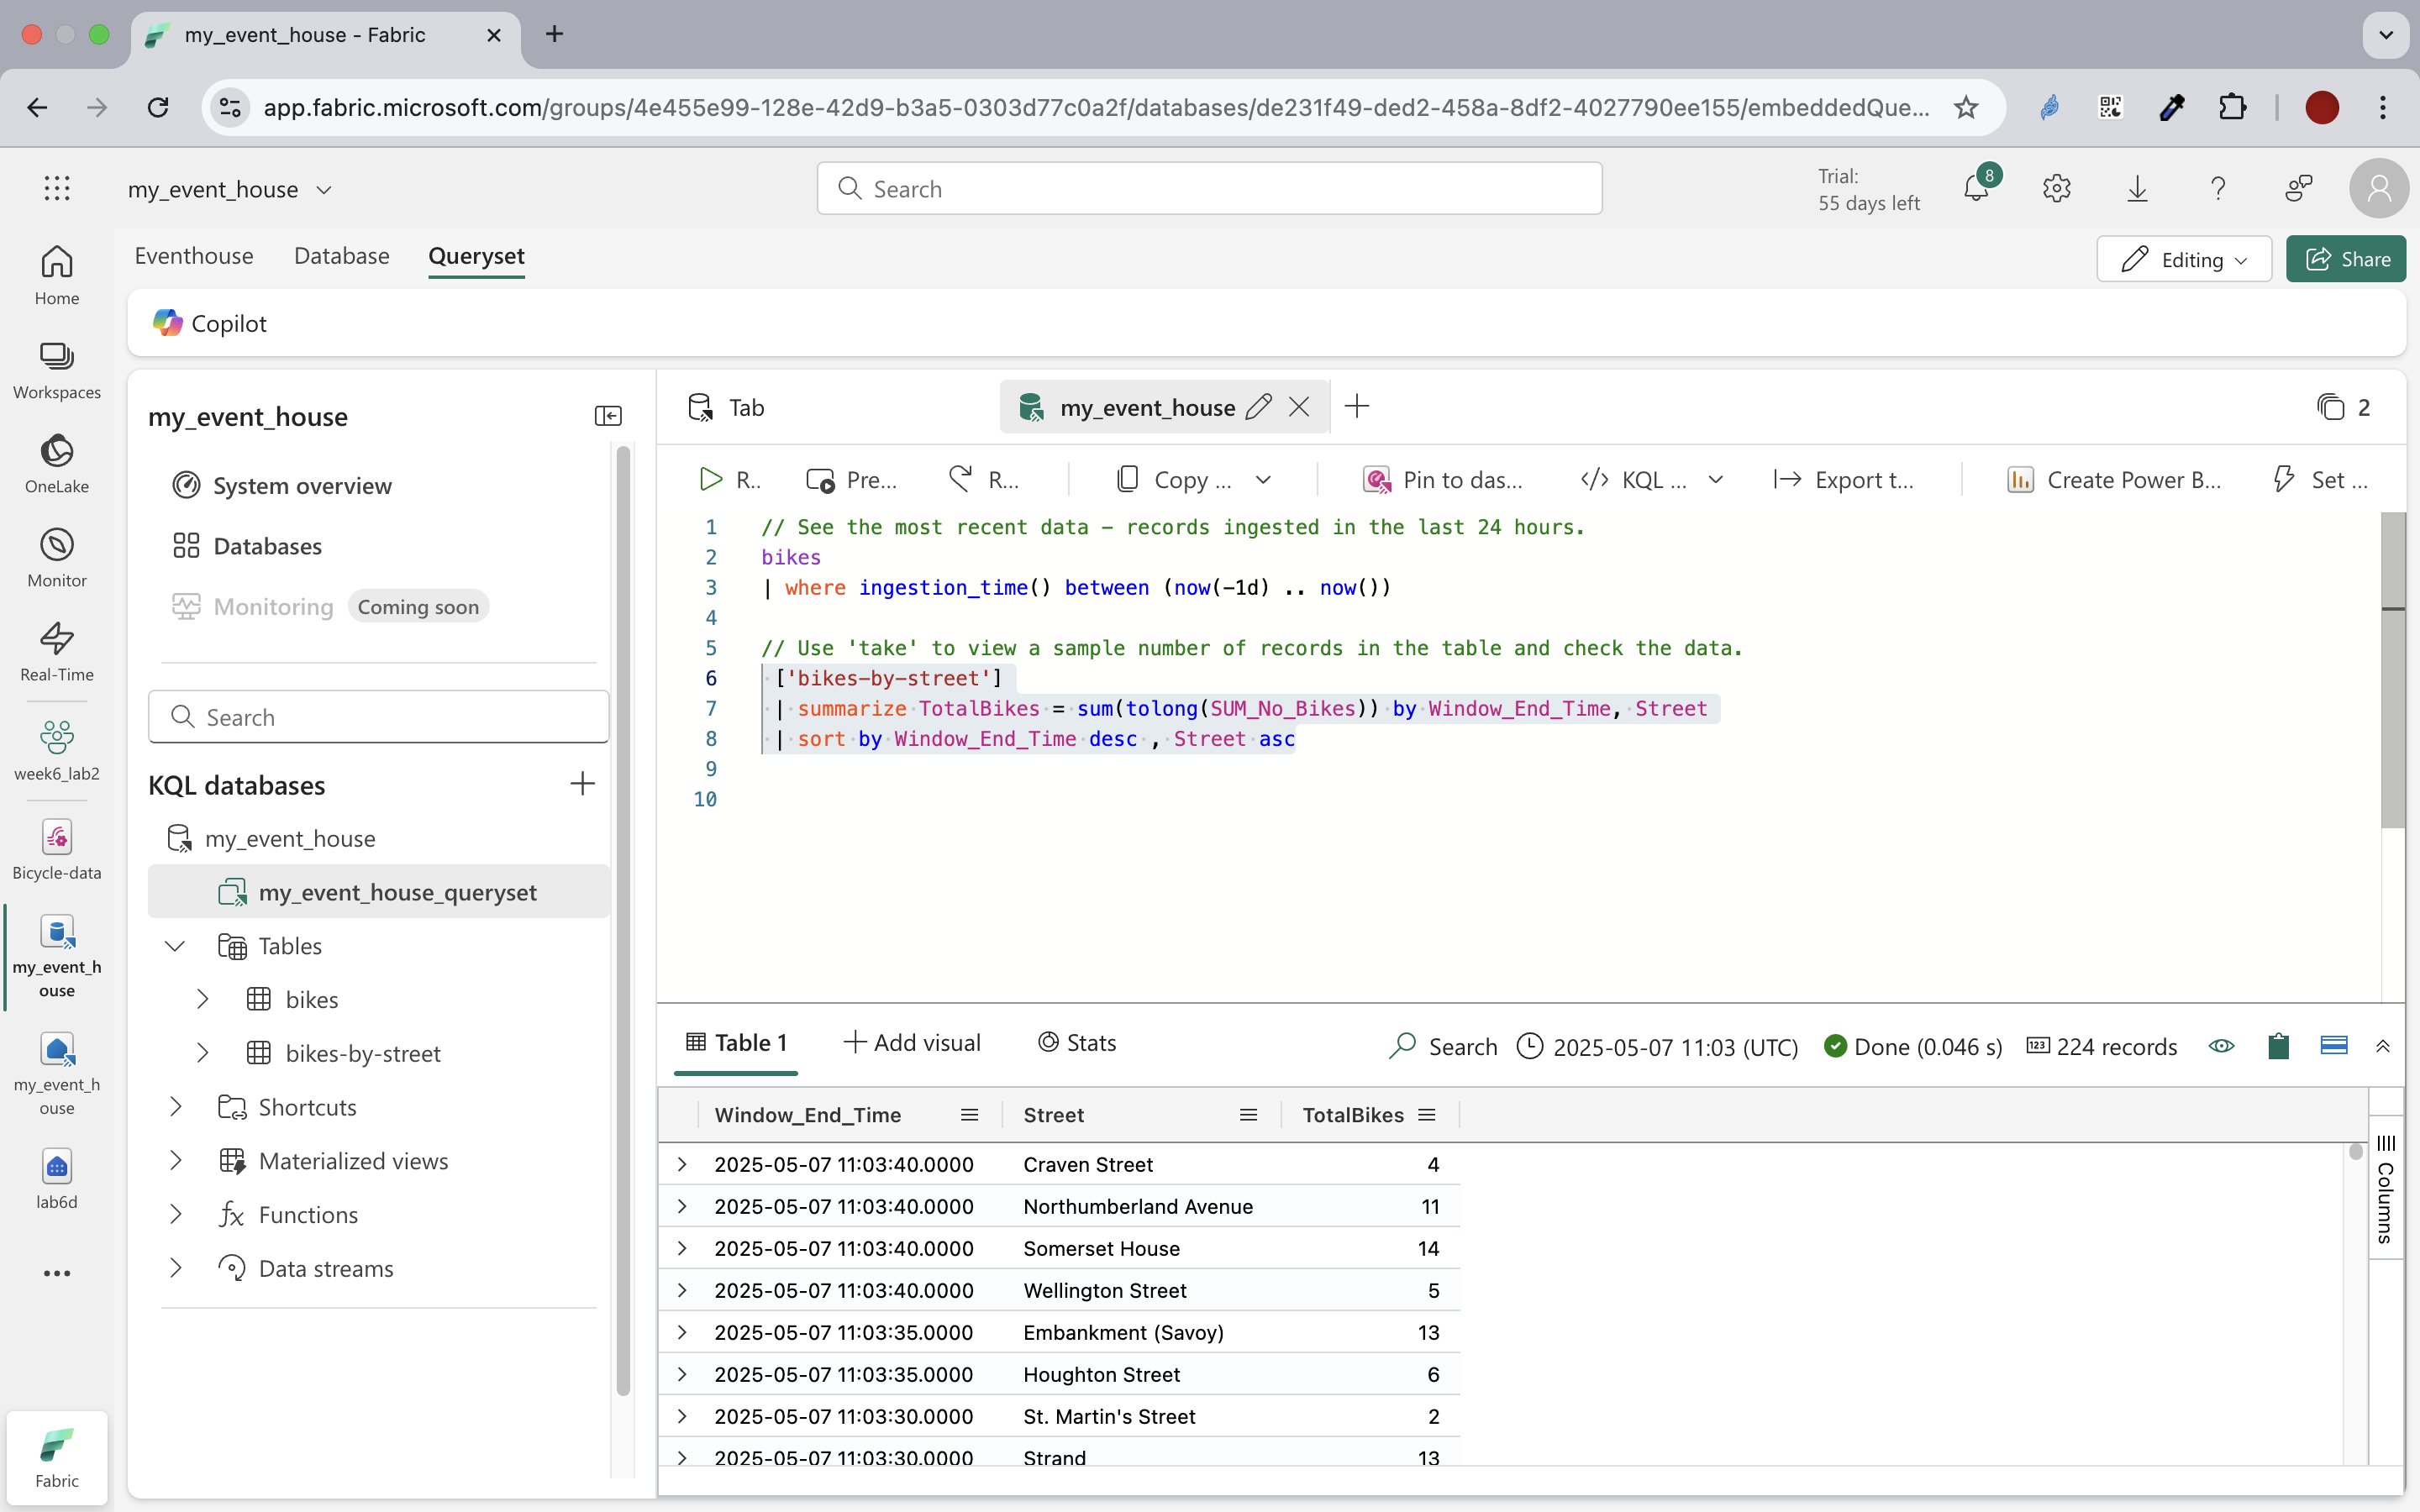 my_event_house - Fabric
app.fabric.microsoft.com/groups/4e455e99-128e-42d9-b3a5-0303d77c0a2f/databases/de231f49-ded2-458a-8df2-4027790ee155/embeddedQue...
my_event_house
Search
Trial:
55 days left
8
Eventhouse Database Queryset
Editing
Share
Copilot
Home
Workspaces
OneLake
Monitor
Real-Time
week6_lab2
Bicycle-data
my_event_h
ouse
my_event_h
ouse
lab6d
Fabric
my_event_house
System overview
Databases
Monitoring Coming soon
Search
KQL databases
my_event_house
my_event_house_queryset
Tables
bikes
bikes-by-street
Shortcuts
Materialized views
Functions
Data streams
Tab
my_event_house
2
R.. Pre... R... Copy ... Pin to das... KQL ... Export t... Create Power B... Set ...
1 // See the most recent data - records ingested in the last 24 hours.
2 bikes
3 | where ingestion_time() between (now(-1d) .. now())
4
5 // Use 'take' to view a sample number of records in the table and check the data.
6 ['bikes-by-street']
7 | summarize TotalBikes = sum(tolong(SUM_No_Bikes)) by Window_End_Time, Street
8 | sort by Window_End_Time desc , Street asc
9
10
Table 1 Add visual Stats Search 2025-05-07 11:03 (UTC) Done (0.046 s) 123 224 records
Window_End_Time Street TotalBikes
2025-05-07 11:03:40.0000 Craven Street 4
2025-05-07 11:03:40.0000 Northumberland Avenue 11
2025-05-07 11:03:40.0000 Somerset House 14
2025-05-07 11:03:40.0000 Wellington Street 5
2025-05-07 11:03:35.0000 Embankment (Savoy) 13
2025-05-07 11:03:35.0000 Houghton Street 6
2025-05-07 11:03:30.0000 St. Martin's Street 2
2025-05-07 11:03:30.0000 Strand 13
Columns